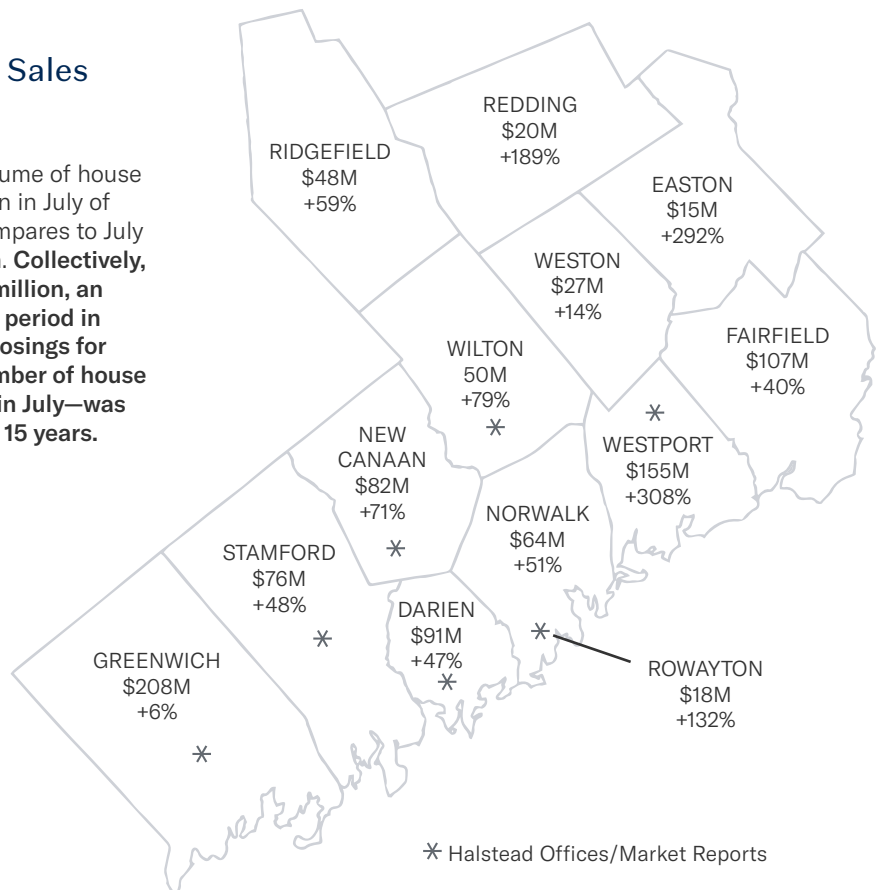 Sales
ume of house
n in July of
mpares to July
. Collectively,
million, an
period in
osings for
mber of house
in July—was
15 years.
RIDGEFIELD
$48M
+59%
REDDING
$20M
+189%
EASTON
$15M
+292%
WESTON
$27M
+14%
FAIRFIELD
$107M
+40%
WILTON
50M
+79%
WESTPORT
$155M
+308%
NEW
CANAAN
$82M
+71%
NORWALK
$64M
+51%
STAMFORD
$76M
+48%
DARIEN
$91M
+47%
GREENWICH
$208M
+6%
ROWAYTON
$18M
+132%
Halstead Offices/Market Reports